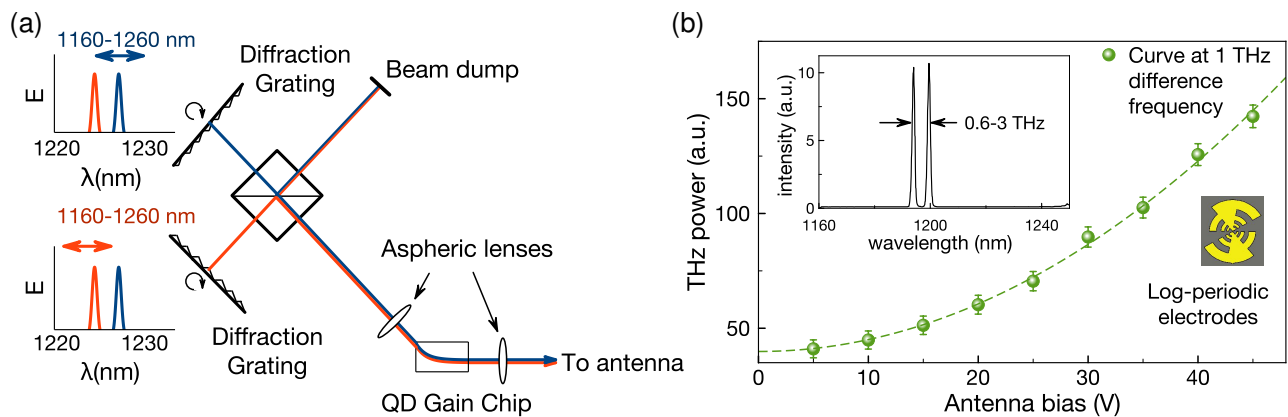 (a)
1160-1260 nm
E
1220 1230
λ(nm)
1160-1260 nm
E
1220 1230
λ(nm)
Diffraction
Grating
Beam dump
Diffraction
Grating
Aspheric lenses
To antenna
QD Gain Chip
(b)
THz power (a.u.)
150
100
50
0 10 20 30 40
Antenna bias (V)
Curve at 1 THz
difference
frequency
intensity (a.u.)
10
5
0
1160 1200 1240
wavelength (nm)
0.6-3 THz
Log-periodic
electrodes